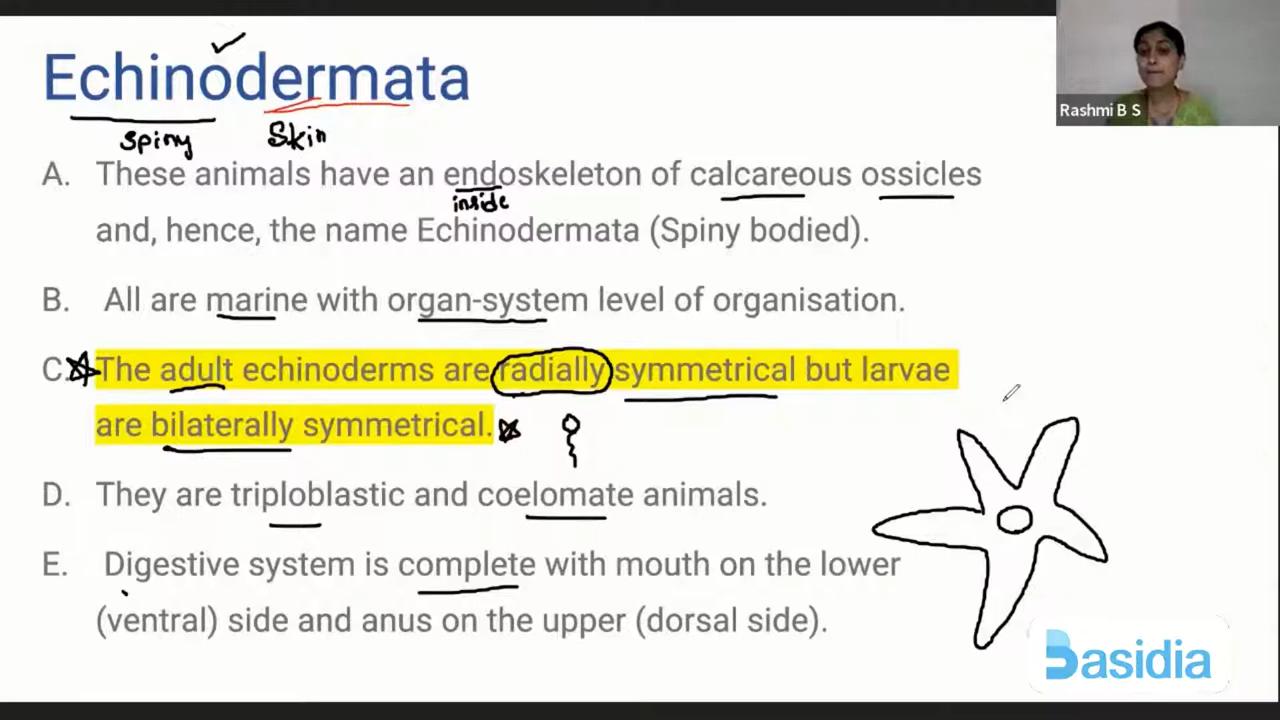 Echinodermata
Spiny Skin
Rashmi B S
A. These animals have an endoskeleton of calcareous ossicles
inside
and, hence, the name Echinodermata (Spiny bodied).
B. All are marine with organ-system level of organisation.
C. The adult echinoderms are radially symmetrical but larvae
are bilaterally symmetrical.
D. They are triploblastic and coelomate animals.
E. Digestive system is complete with mouth on the lower
(ventral) side and anus on the upper (dorsal side).
Basidia